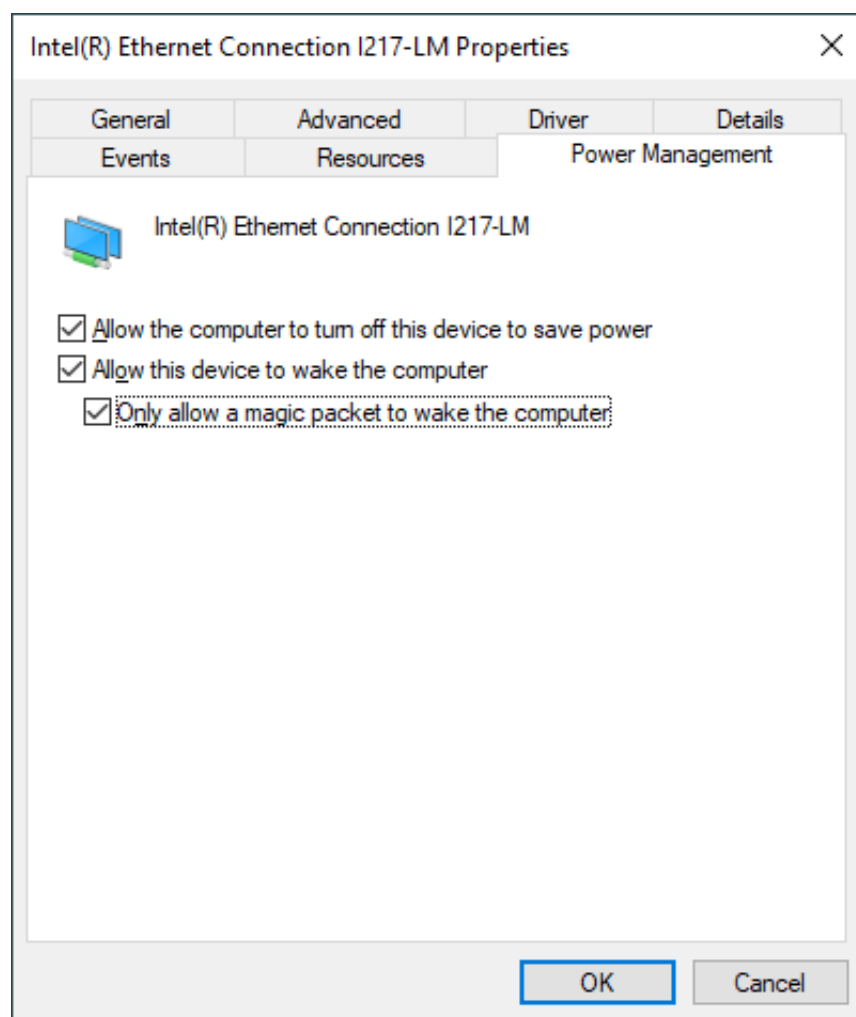 Intel(R) Ethernet Connection I217-LM Properties
General Advanced Driver Details
Events Resources Power Management
Intel(R) Ethernet Connection I217-LM
Allow the computer to turn off this device to save power
Allow this device to wake the computer
Only allow a magic packet to wake the computer
OK Cancel